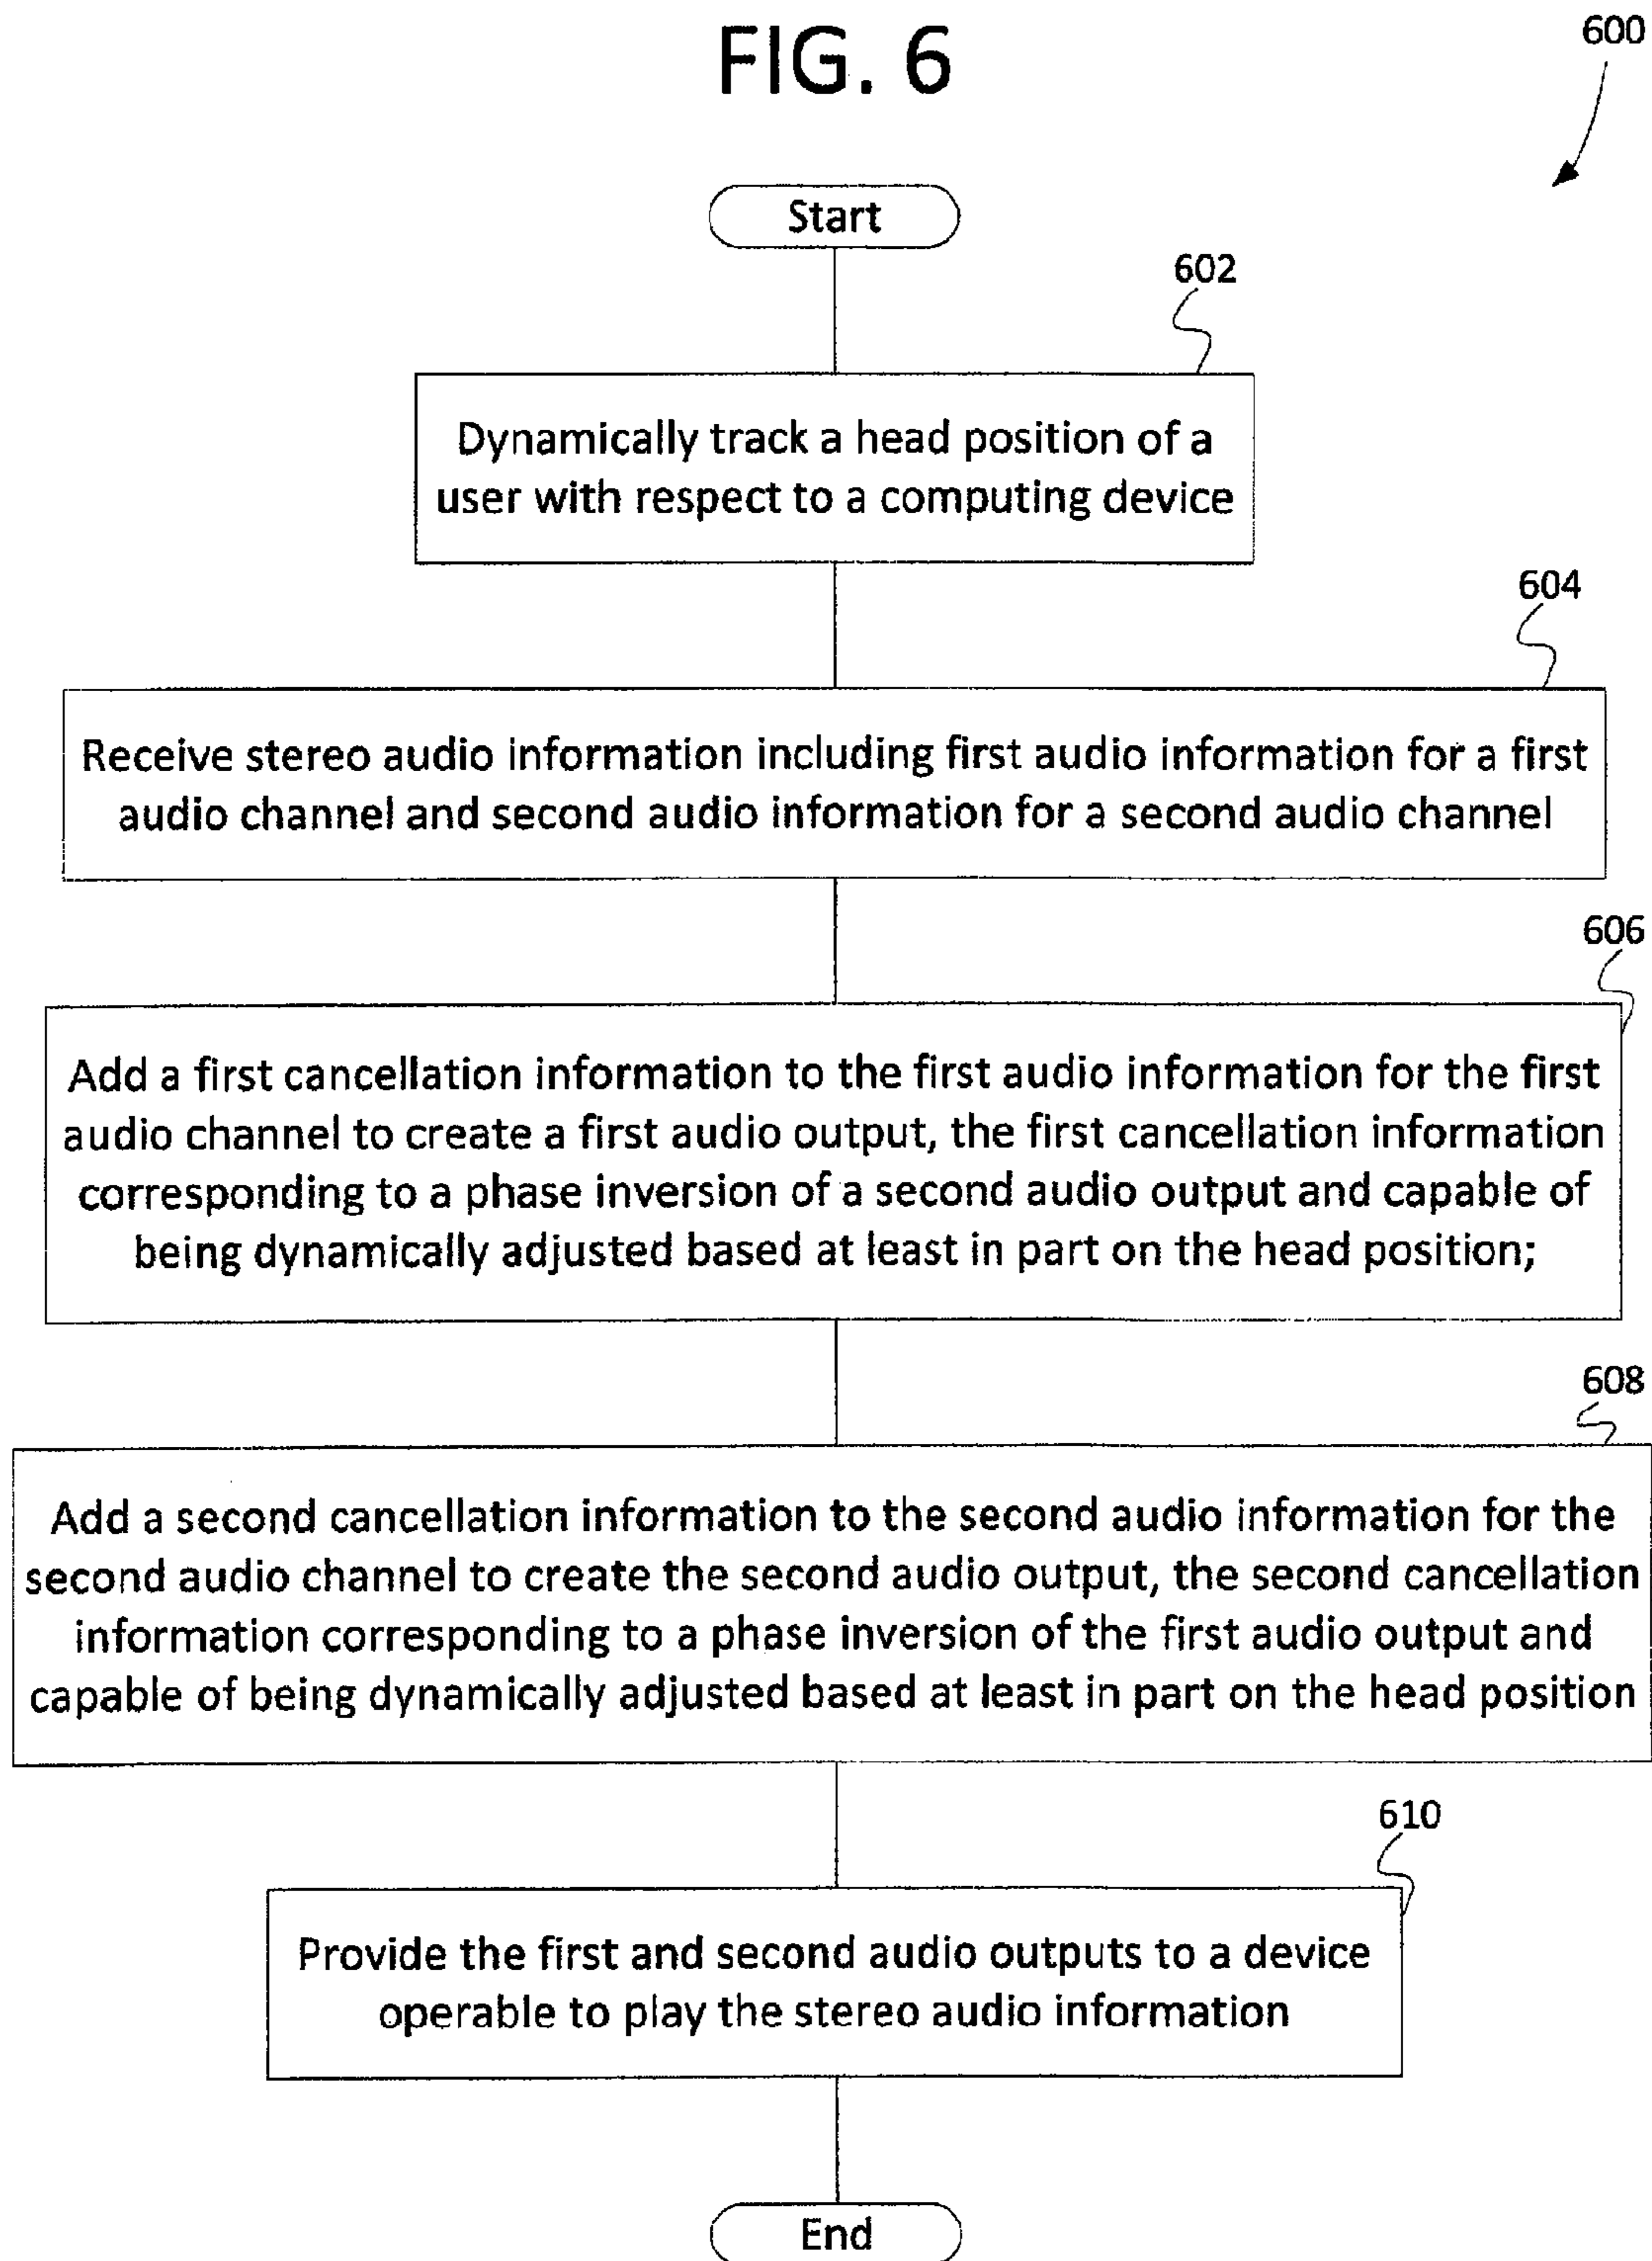 FIG. 6
600
Start
602
Dynamically track a head position of a
user with respect to a computing device
604
Receive stereo audio information including first audio information for a first
audio channel and second audio information for a second audio channel
606
Add a first cancellation information to the first audio information for the first
audio channel to create a first audio output, the first cancellation information
corresponding to a phase inversion of a second audio output and capable of
being dynamically adjusted based at least in part on the head position;
608
Add a second cancellation information to the second audio information for the
second audio channel to create the second audio output, the second cancellation
information corresponding to a phase inversion of the first audio output and
capable of being dynamically adjusted based at least in part on the head position
610
Provide the first and second audio outputs to a device
operable to play the stereo audio information
End